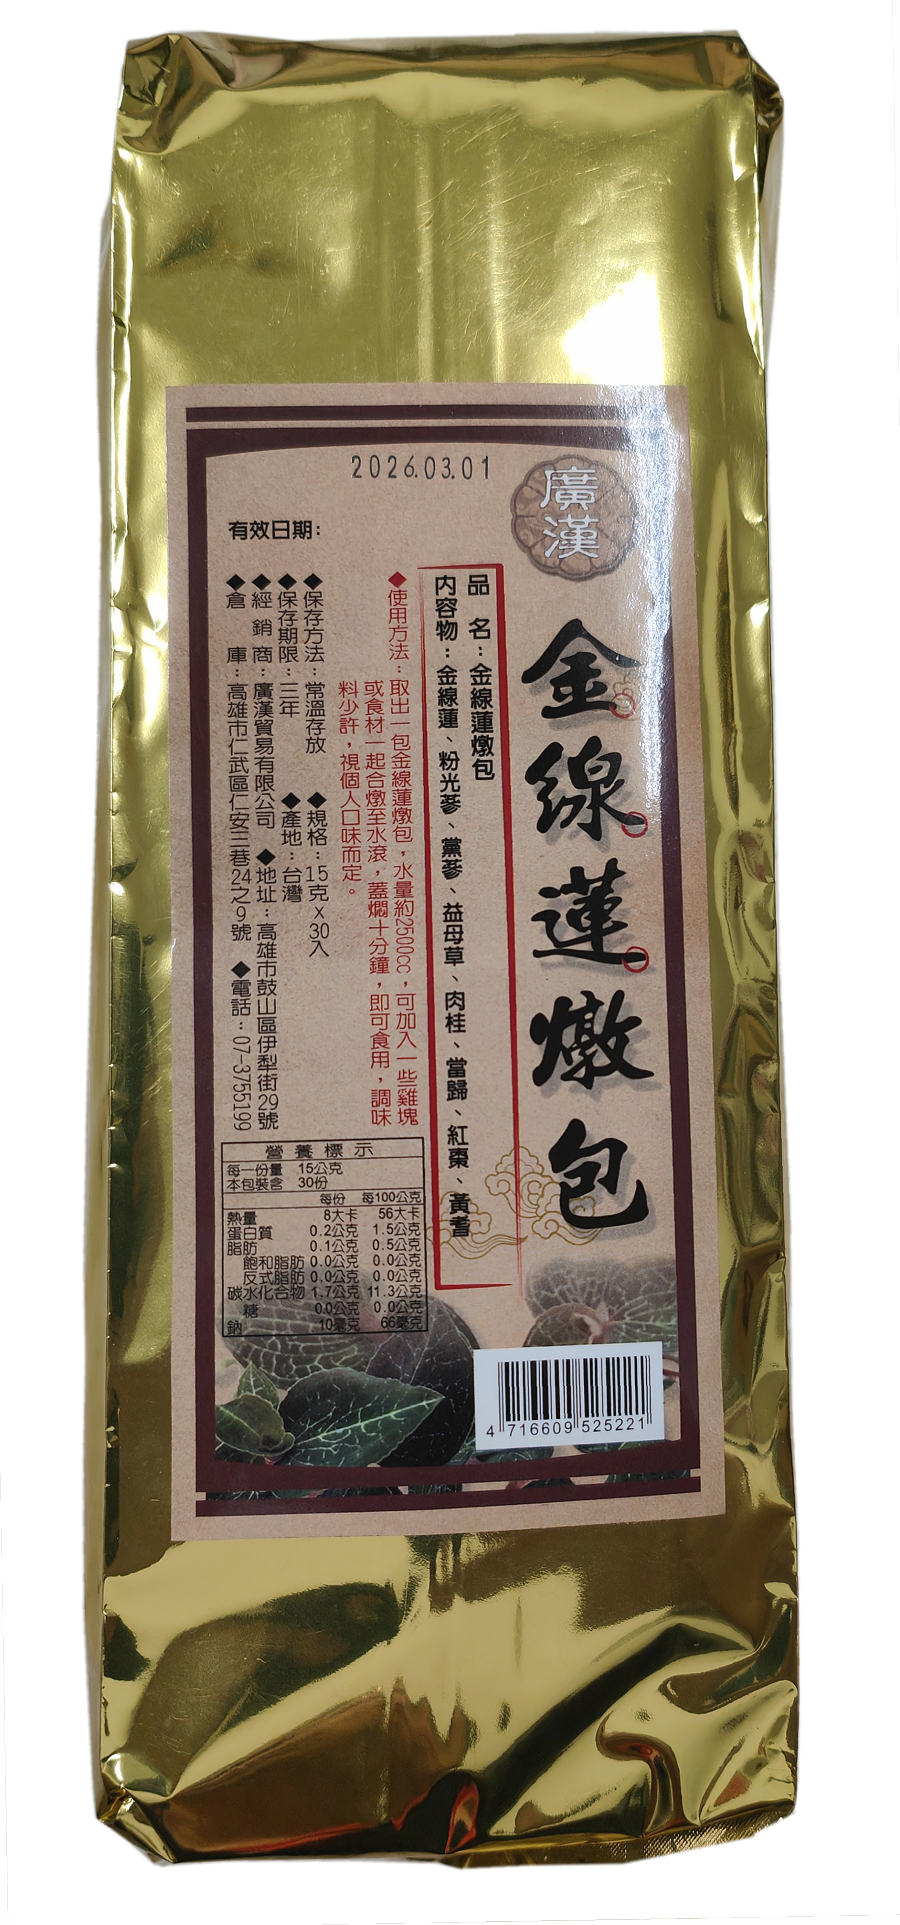 廣漢
金線蓮燉包
2026.03.01
有效日期：
品　名：金線蓮燉包
內容物：金線蓮、粉光蔘、黨蔘、益母草、肉桂、當歸、紅棗、黃耆
◆使用方法：取出一包金線蓮燉包，水量約2500cc，可加入一些雞塊
或食材一起合燉至水滾，蓋燜十分鐘，即可食用，調味
料少許，視個人口味而定。
◆保存方法：常溫存放　◆規格：15克 x 30入
◆保存期限：三年　◆產地：台灣
◆經銷商：廣漢貿易有限公司　◆地址：高雄市鼓山區伊犁街29號
◆倉　庫：高雄市仁武區仁安三巷24之9號　◆電話：07-3755199
營養標示
每一份量 15公克
本包裝含 30份
每份 每100公克
熱量 8大卡 56大卡
蛋白質 0.2公克 1.5公克
脂肪 0.1公克 0.5公克
飽和脂肪 0.0公克 0.0公克
反式脂肪 0.0公克 0.0公克
碳水化合物 1.7公克 11.3公克
糖 0.0公克 0.0公克
鈉 10毫克 66毫克
4 716609 525221